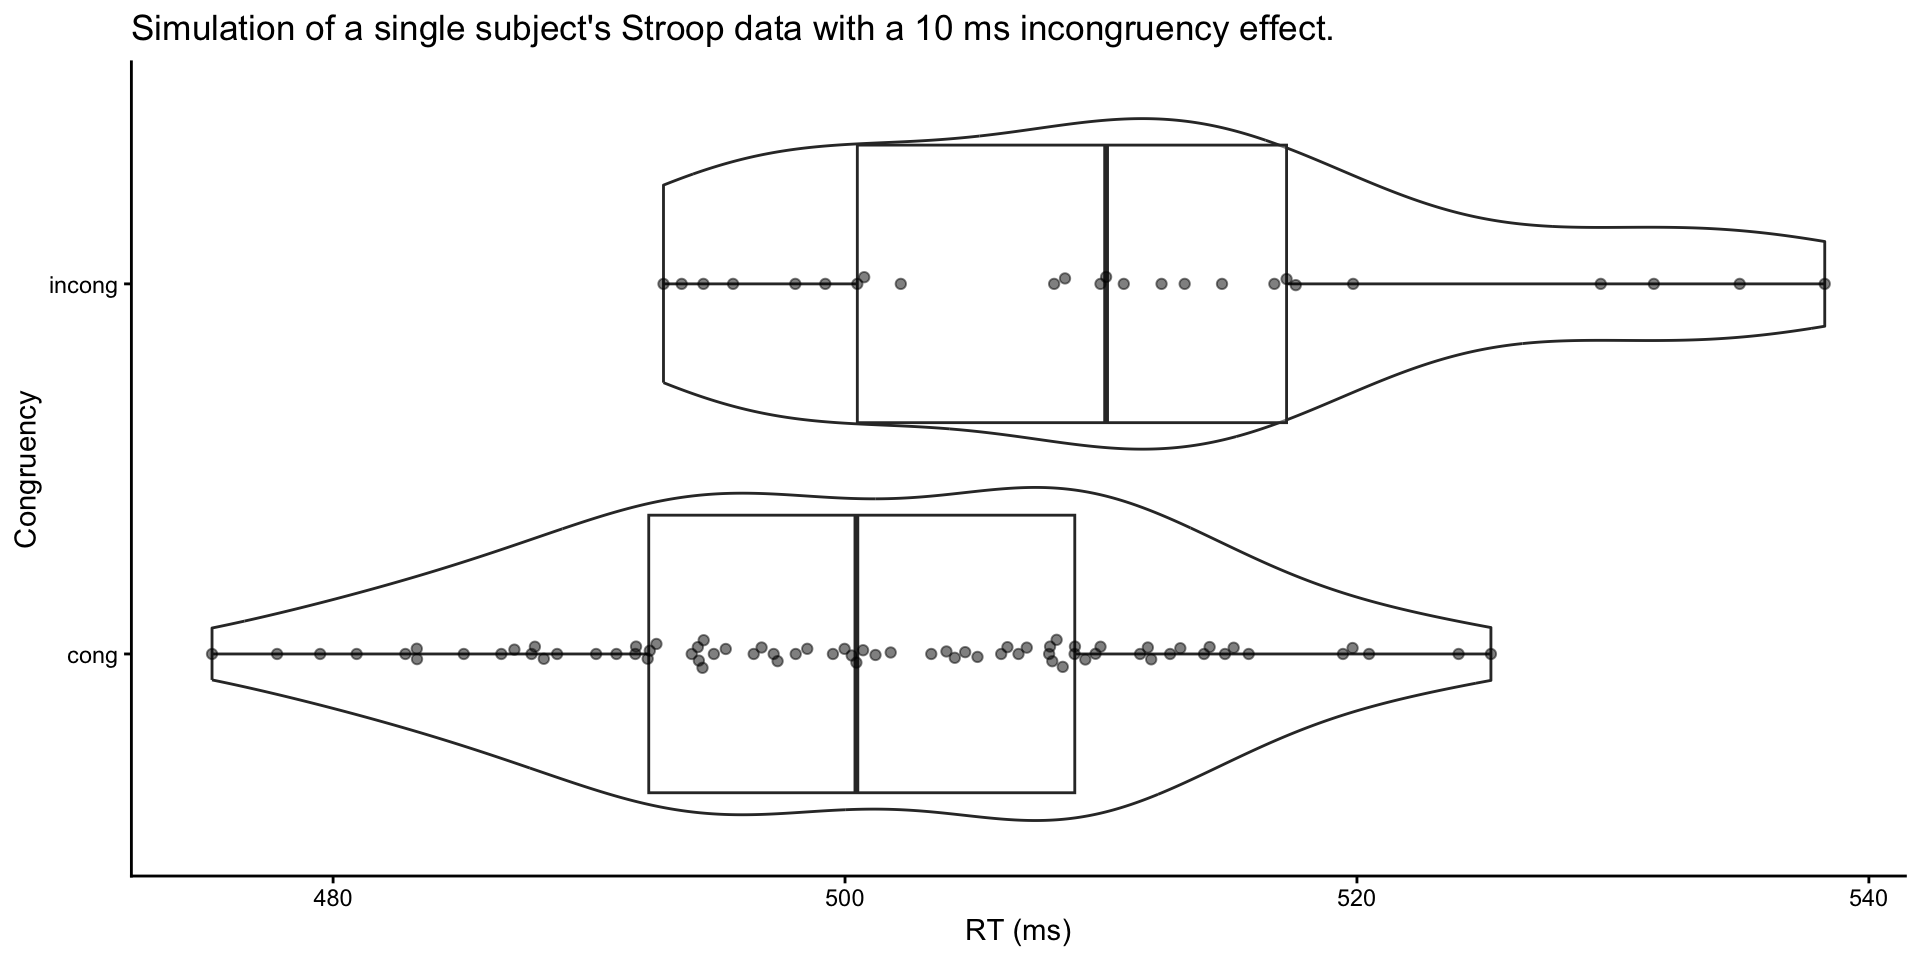 Simulation of a single subject's Stroop data with a 10 ms incongruency effect.
incong
Congruency
cong
480 500 520 540
RT (ms)